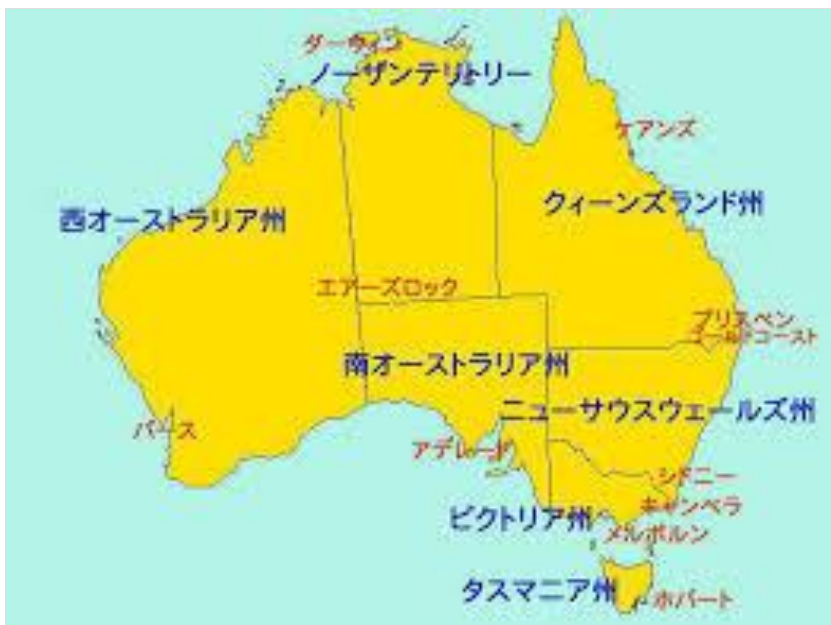 ダーウィン
ノーザンテリトリー
ケアンズ
クィーンズランド州
西オーストラリア州
エアーズロック
ブリスベン
ゴールドコースト
南オーストラリア州
ニューサウスウェールズ州
パース
アデレード
シドニー
キャンベラ
ビクトリア州
メルボルン
タスマニア州
ホバート